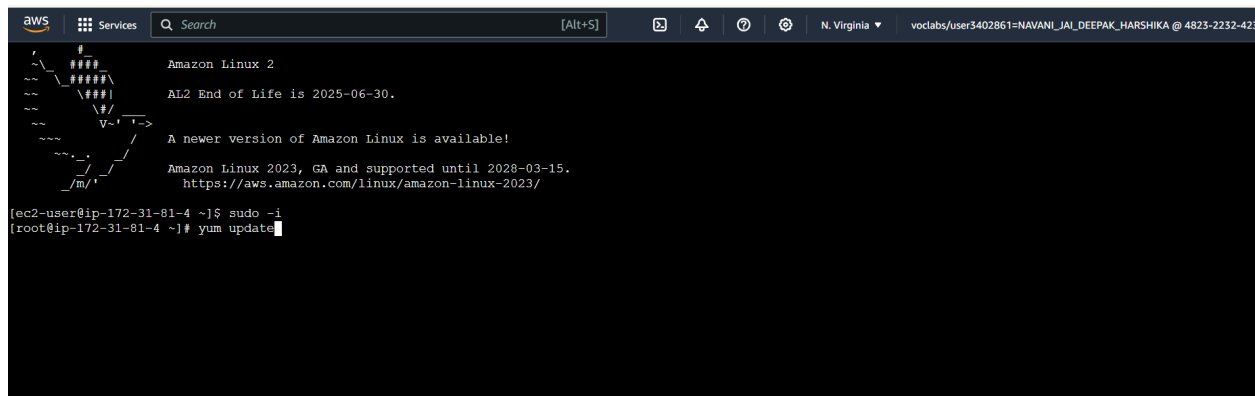 aws Services Search [Alt+S] N. Virginia voclabs/user3402861=NAVANI_JAI_DEEPAK_HARSHIKA @ 4823-2232-423
   ,     #_
   ~\_  ####_        Amazon Linux 2
  ~~  \_#####\
  ~~     \###|       AL2 End of Life is 2025-06-30.
  ~~       \#/ ___
   ~~       V~' '->
    ~~~         /    A newer version of Amazon Linux is available!
      ~~._.   _/
         _/ _/       Amazon Linux 2023, GA and supported until 2028-03-15.
       _/m/'           https://aws.amazon.com/linux/amazon-linux-2023/
[ec2-user@ip-172-31-81-4 ~]$ sudo -i
[root@ip-172-31-81-4 ~]# yum update